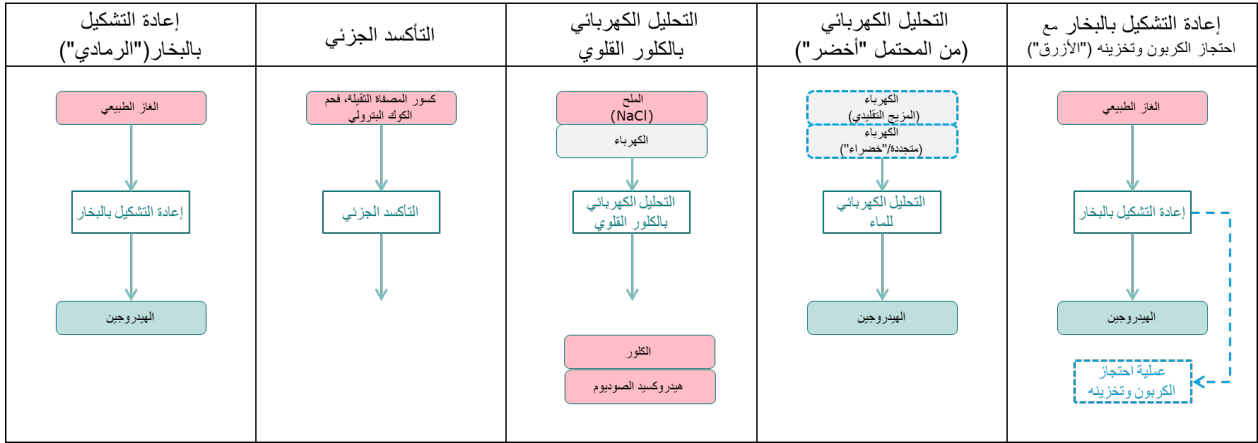 إعادة التشكيل بالبخار مع
احتجاز الكربون وتخزينه ("الأزرق")
الغاز الطبيعي
إعادة التشكيل بالبخار
الهيدروجين
عملية احتجاز
الكربون وتخزينه
التحليل الكهربائي
(من المحتمل "أخضر")
الكهرباء
(المزيج التقليدي)
الكهرباء
(متجددة/"خضراء")
التحليل الكهربائي
للماء
الهيدروجين
التحليل الكهربائي
بالكلور القلوي
الملح
(NaCl)
الكهرباء
التحليل الكهربائي
بالكلور القلوي
الكلور
هيدروكسيد الصوديوم
التأكسد الجزئي
كسور المصفاة الثقيلة، فحم
الكوك البترولي
التأكسد الجزئي
إعادة التشكيل
بالبخار("الرمادي")
الغاز الطبيعي
إعادة التشكيل بالبخار
الهيدروجين